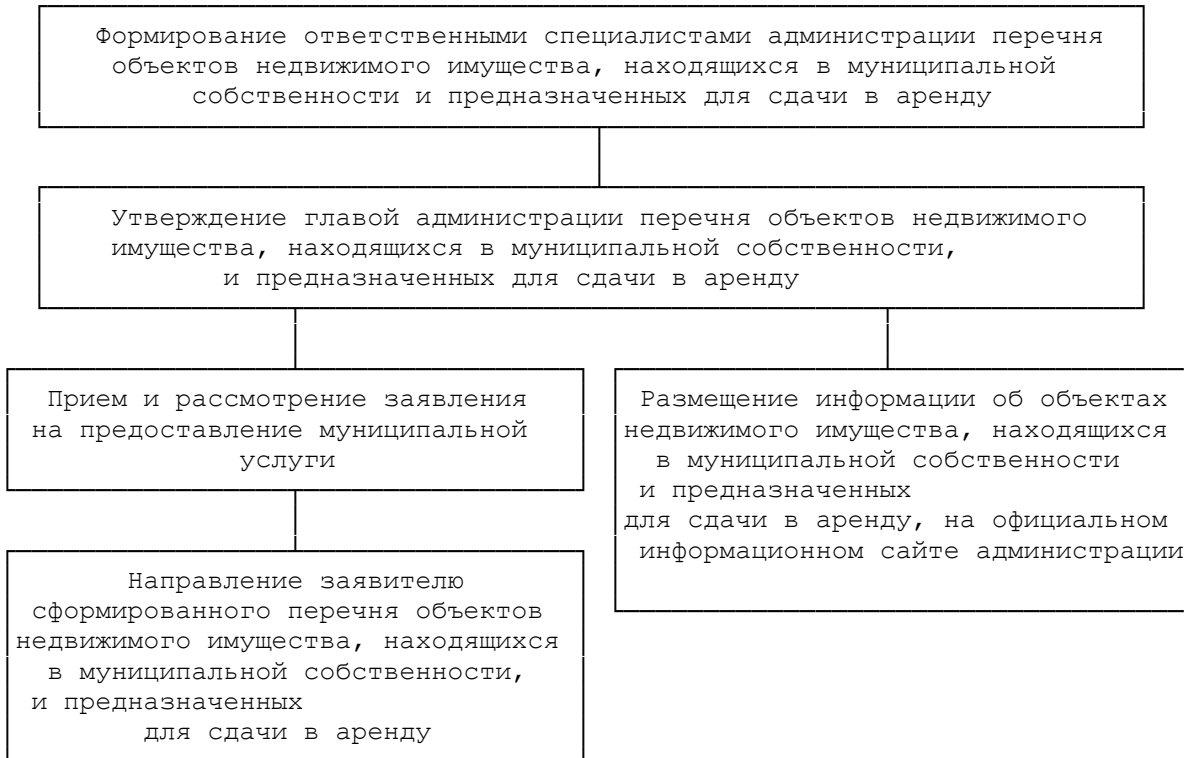 Формирование ответственными специалистами администрации перечня
объектов недвижимого имущества, находящихся в муниципальной
собственности и предназначенных для сдачи в аренду
Утверждение главой администрации перечня объектов недвижимого
имущества, находящихся в муниципальной собственности,
и предназначенных для сдачи в аренду
Прием и рассмотрение заявления
на предоставление муниципальной
услуги
Размещение информации об объектах
недвижимого имущества, находящихся
в муниципальной собственности
и предназначенных
для сдачи в аренду, на официальном
информационном сайте администрации
Направление заявителю
сформированного перечня объектов
недвижимого имущества, находящихся
в муниципальной собственности,
и предназначенных
для сдачи в аренду